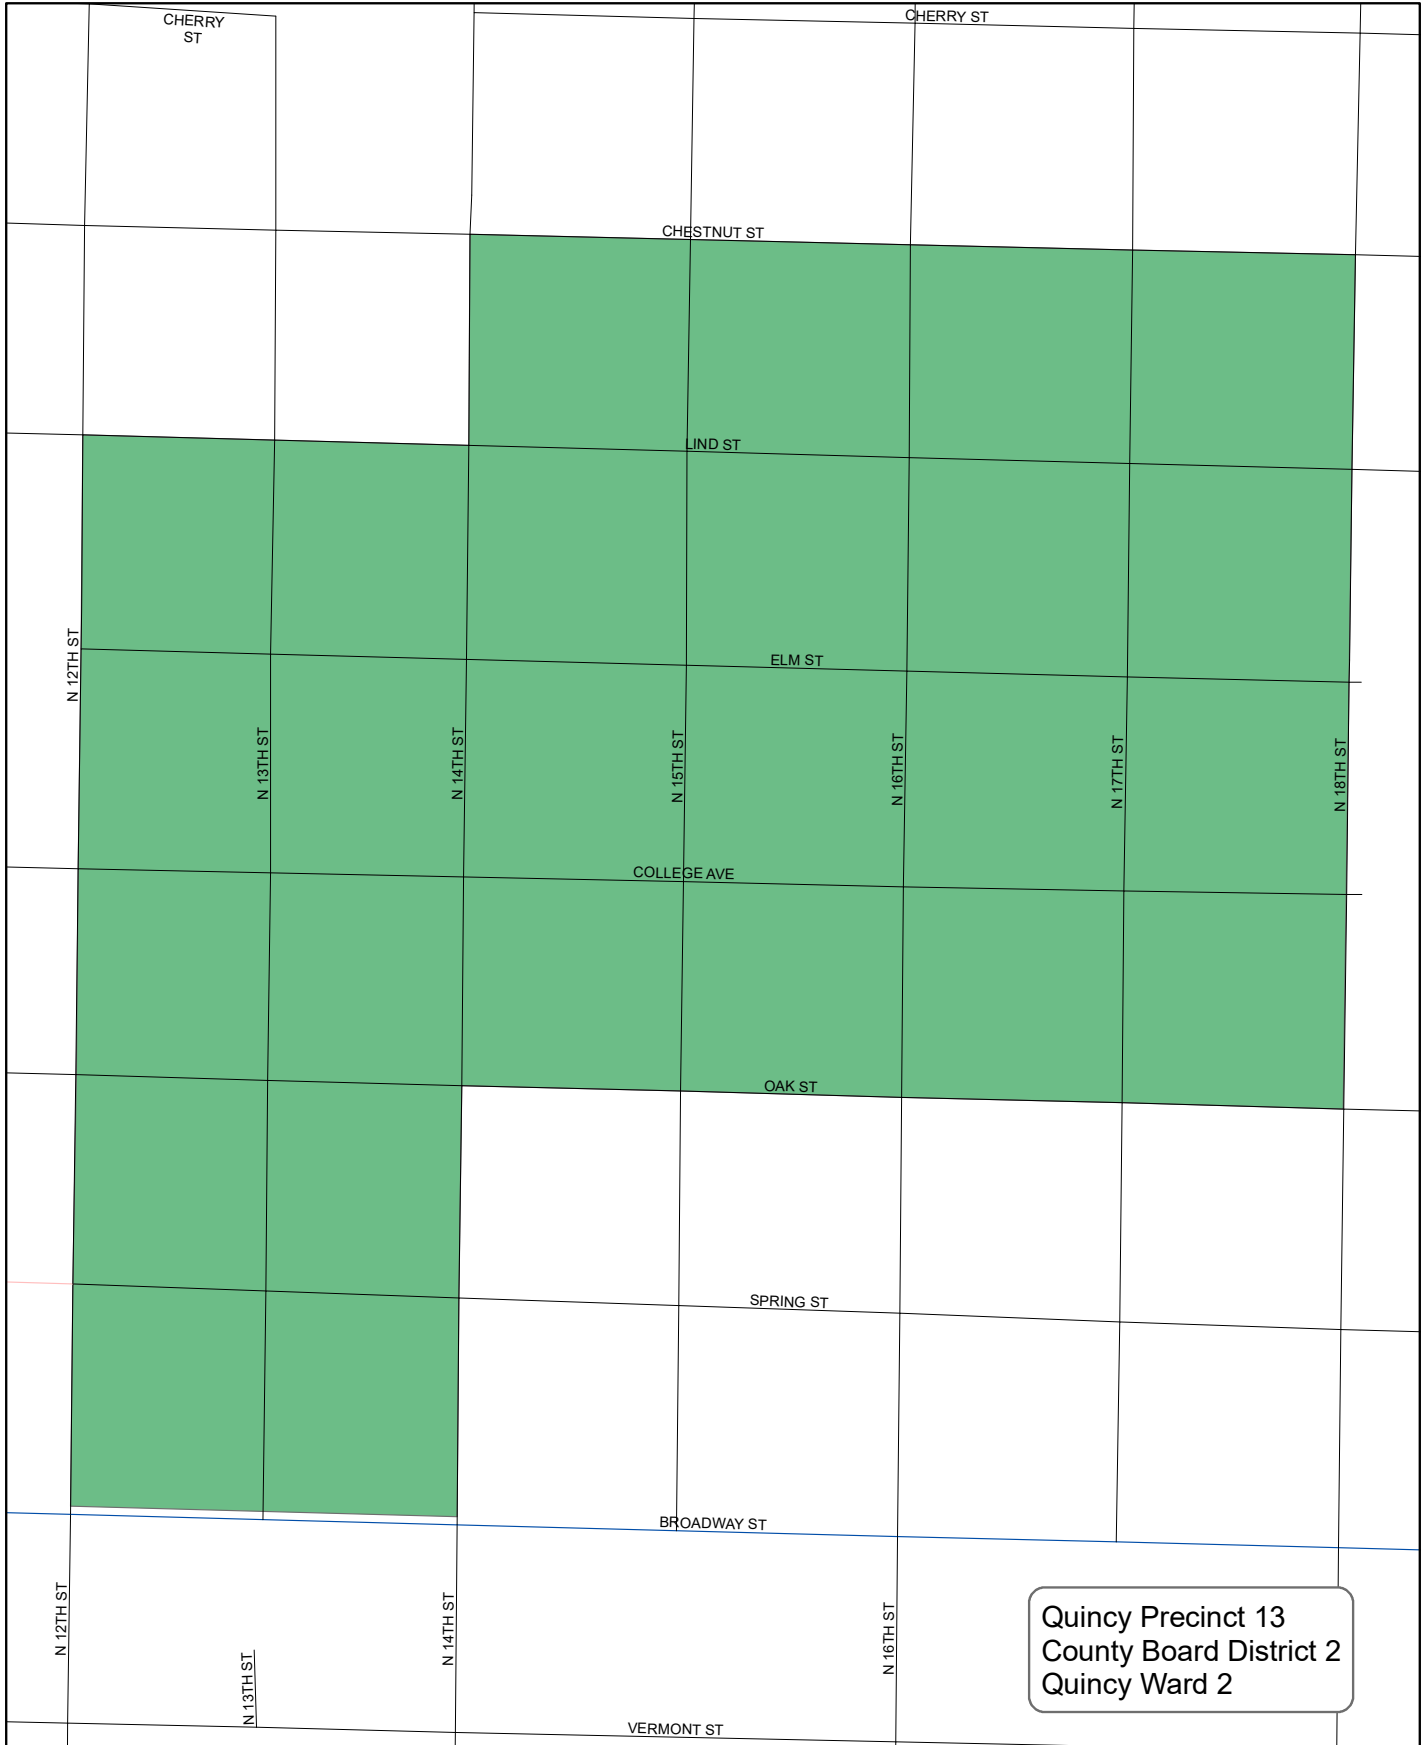 CHERRY
ST
CHERRY ST
CHESTNUT ST
LIND ST
N 12TH ST
ELM ST
N 13TH ST
N 14TH ST
N 15TH ST
N 16TH ST
N 17TH ST
N 18TH ST
COLLEGE AVE
OAK ST
SPRING ST
BROADWAY ST
N 12TH ST
N 13TH ST
N 14TH ST
N 16TH ST
VERMONT ST
Quincy Precinct 13
County Board District 2
Quincy Ward 2